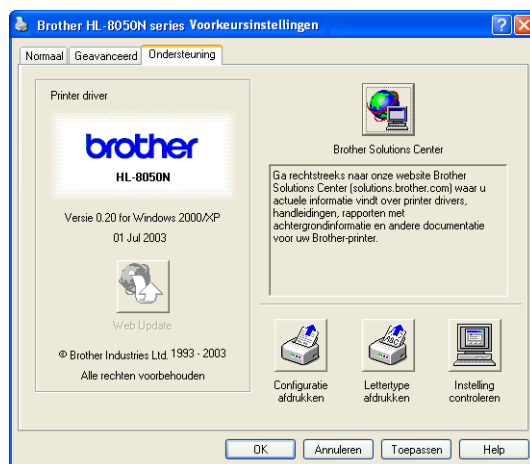 Brother HL-8050N series Voorkeursinstellingen
Normaal
Geavanceerd
Ondersteuning
Printer driver
brother
HL-8050N
Versie 0.20 for Windows 2000/XP
01 Jul 2003
Web Update
© Brother Industries Ltd. 1993 - 2003
Alle rechten voorbehouden
Brother Solutions Center
Ga rechtstreeks naar onze website Brother
Solutions Center (solutions.brother.com) waar u
actuele informatie vindt over printer drivers,
handleidingen, rapporten met
achtergrondinformatie en andere documentatie
voor uw Brother-printer.
Configuratie
afdrukken
ABC
Lettertype
afdrukken
Instelling
controleren
OK
Annuleren
Toepassen
Help